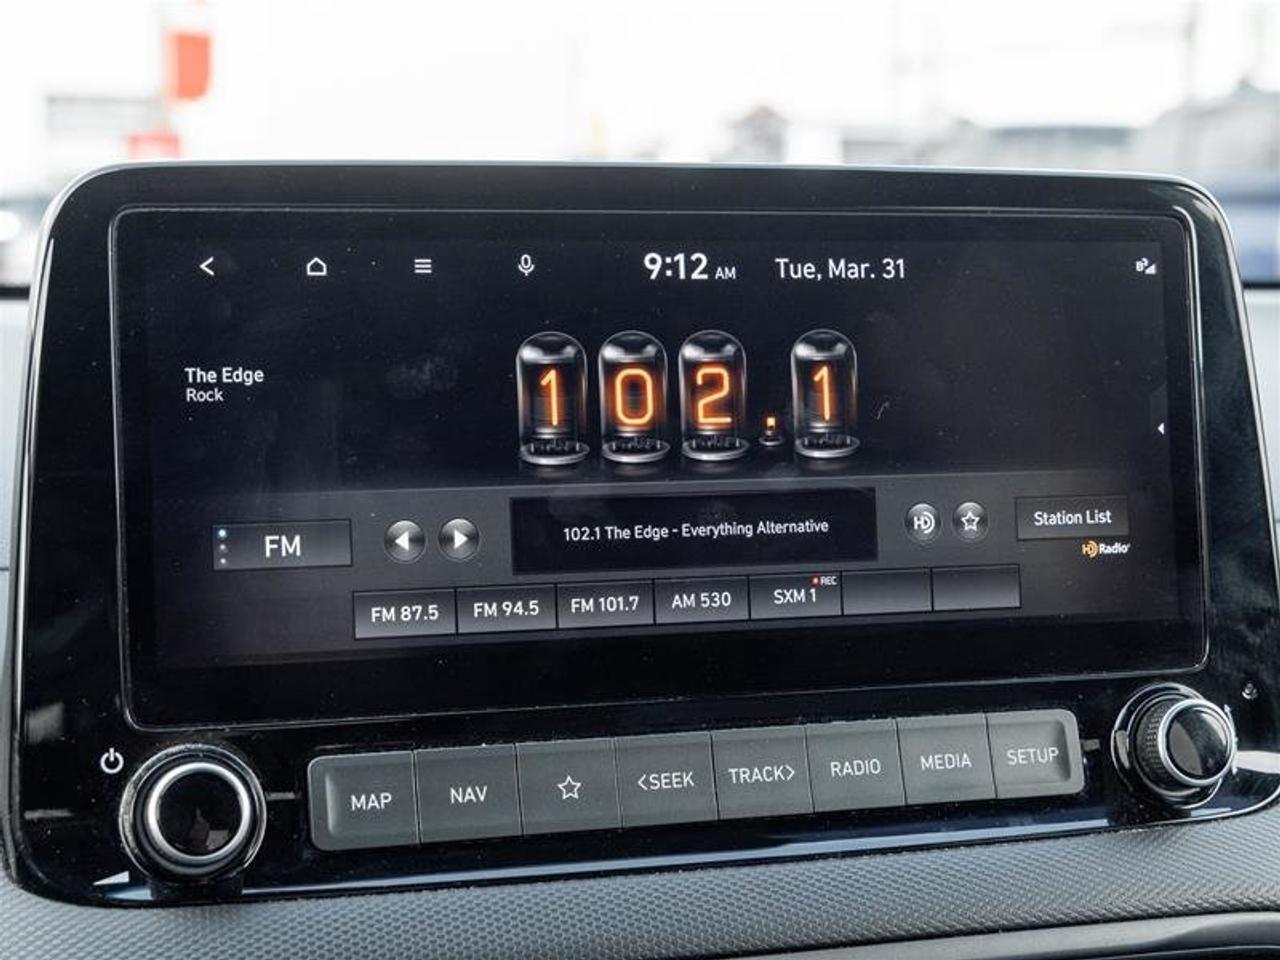 9:12 AM Tue, Mar. 31
The Edge
Rock
102.1
FM
102.1 The Edge - Everything Alternative
HD
Station List
HD Radio
FM 87.5
FM 94.5
FM 101.7
AM 530
SXM 1
REC
MAP
NAV
<SEEK
TRACK>
RADIO
MEDIA
SETUP